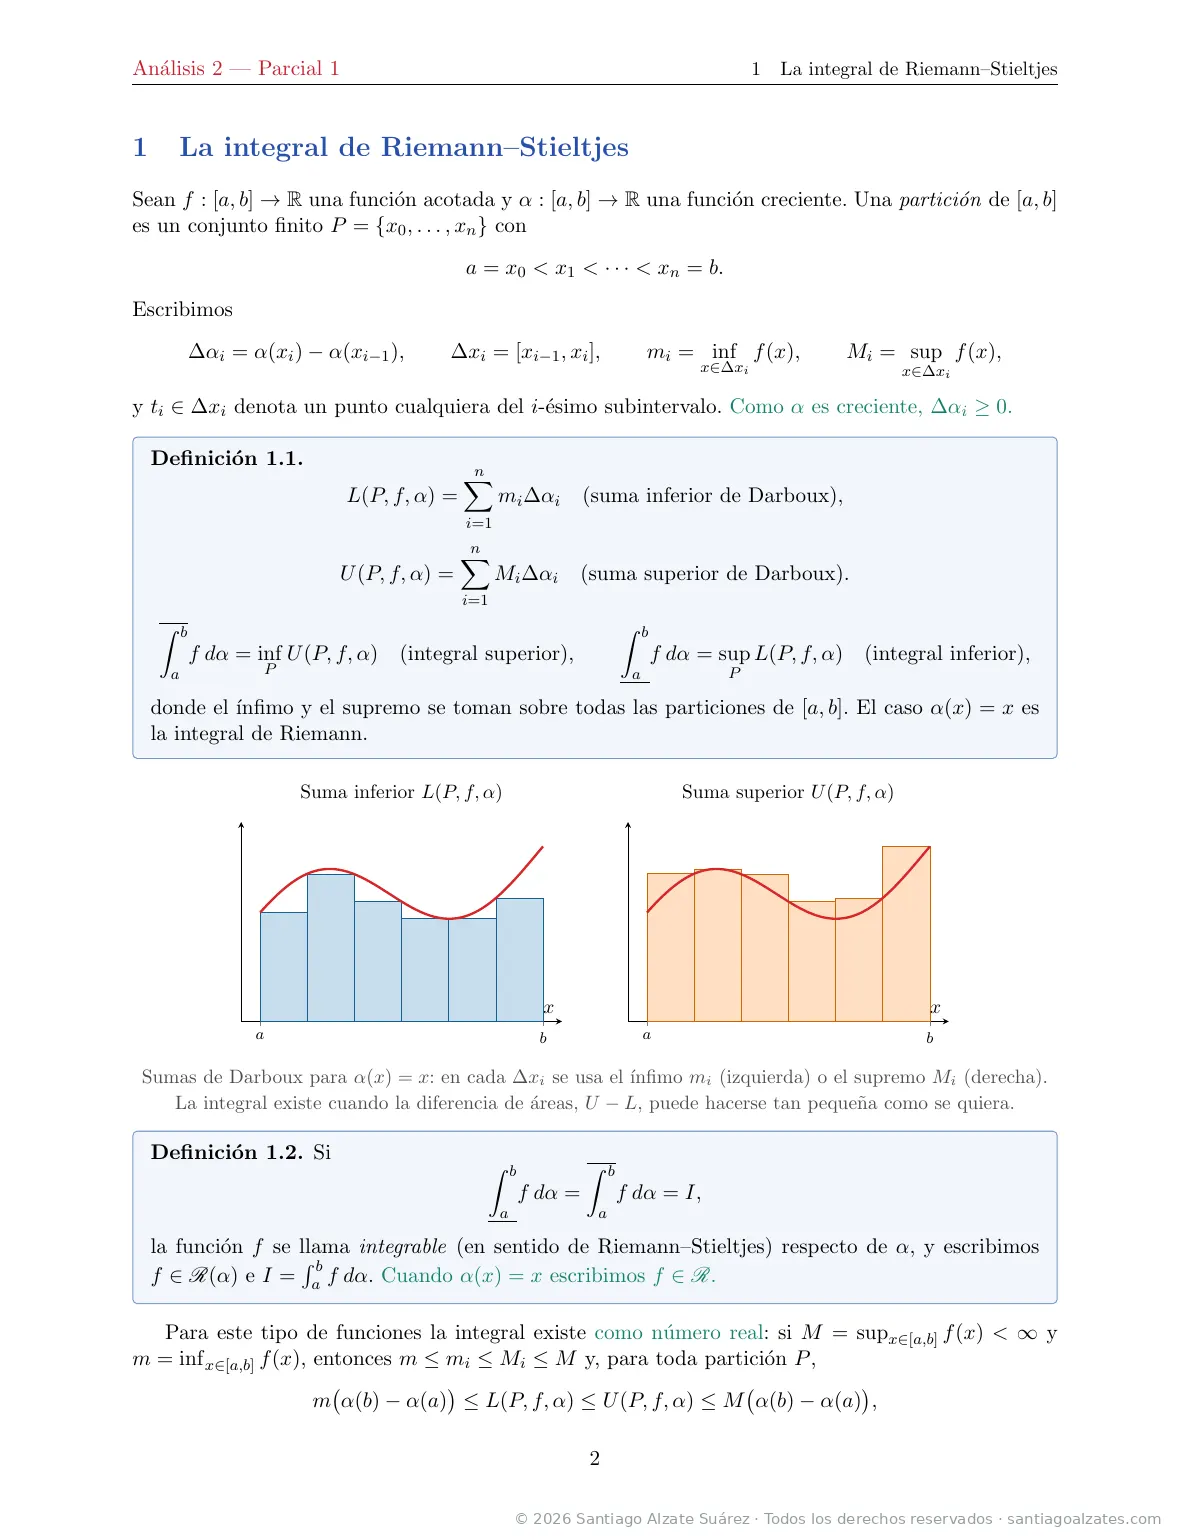 Análisis 2 — Parcial 1
1 La integral de Riemann–Stieltjes
1 La integral de Riemann–Stieltjes
Sean f : [a, b] → ℝ una función acotada y α : [a, b] → ℝ una función creciente. Una partición de [a, b]
es un conjunto finito P = {x₀, . . . , xₙ} con
a = x₀ < x₁ < · · · < xₙ = b.
Escribimos
Δαᵢ = α(xᵢ) − α(xᵢ₋₁), Δxᵢ = [xᵢ₋₁, xᵢ], mᵢ = inf_{x∈Δxᵢ} f(x), Mᵢ = sup_{x∈Δxᵢ} f(x),
y tᵢ ∈ Δxᵢ denota un punto cualquiera del i-ésimo subintervalo. Como α es creciente, Δαᵢ ≥ 0.
Definición 1.1.
L(P, f, α) = ∑_{i=1}^{n} mᵢΔαᵢ (suma inferior de Darboux),
U(P, f, α) = ∑_{i=1}^{n} MᵢΔαᵢ (suma superior de Darboux).
\overline{∫_a^b} f dα = inf_P U(P, f, α) (integral superior), \underline{∫_a^b} f dα = sup_P L(P, f, α) (integral inferior),
donde el ínfimo y el supremo se toman sobre todas las particiones de [a, b]. El caso α(x) = x es
la integral de Riemann.
Suma inferior L(P, f, α)
Suma superior U(P, f, α)
x
a
b
x
a
b
Sumas de Darboux para α(x) = x: en cada Δxᵢ se usa el ínfimo mᵢ (izquierda) o el supremo Mᵢ (derecha).
La integral existe cuando la diferencia de áreas, U − L, puede hacerse tan pequeña como se quiera.
Definición 1.2. Si
\underline{∫_a^b} f dα = \overline{∫_a^b} f dα = I,
la función f se llama integrable (en sentido de Riemann–Stieltjes) respecto de α, y escribimos
f ∈ ℛ(α) e I = ∫_a^b f dα. Cuando α(x) = x escribimos f ∈ ℛ.
Para este tipo de funciones la integral existe como número real: si M = sup_{x∈[a,b]} f(x) < ∞ y
m = inf_{x∈[a,b]} f(x), entonces m ≤ mᵢ ≤ Mᵢ ≤ M y, para toda partición P,
m(α(b) − α(a)) ≤ L(P, f, α) ≤ U(P, f, α) ≤ M(α(b) − α(a)),
2
© 2026 Santiago Alzate Suárez · Todos los derechos reservados · santiagoalzates.com